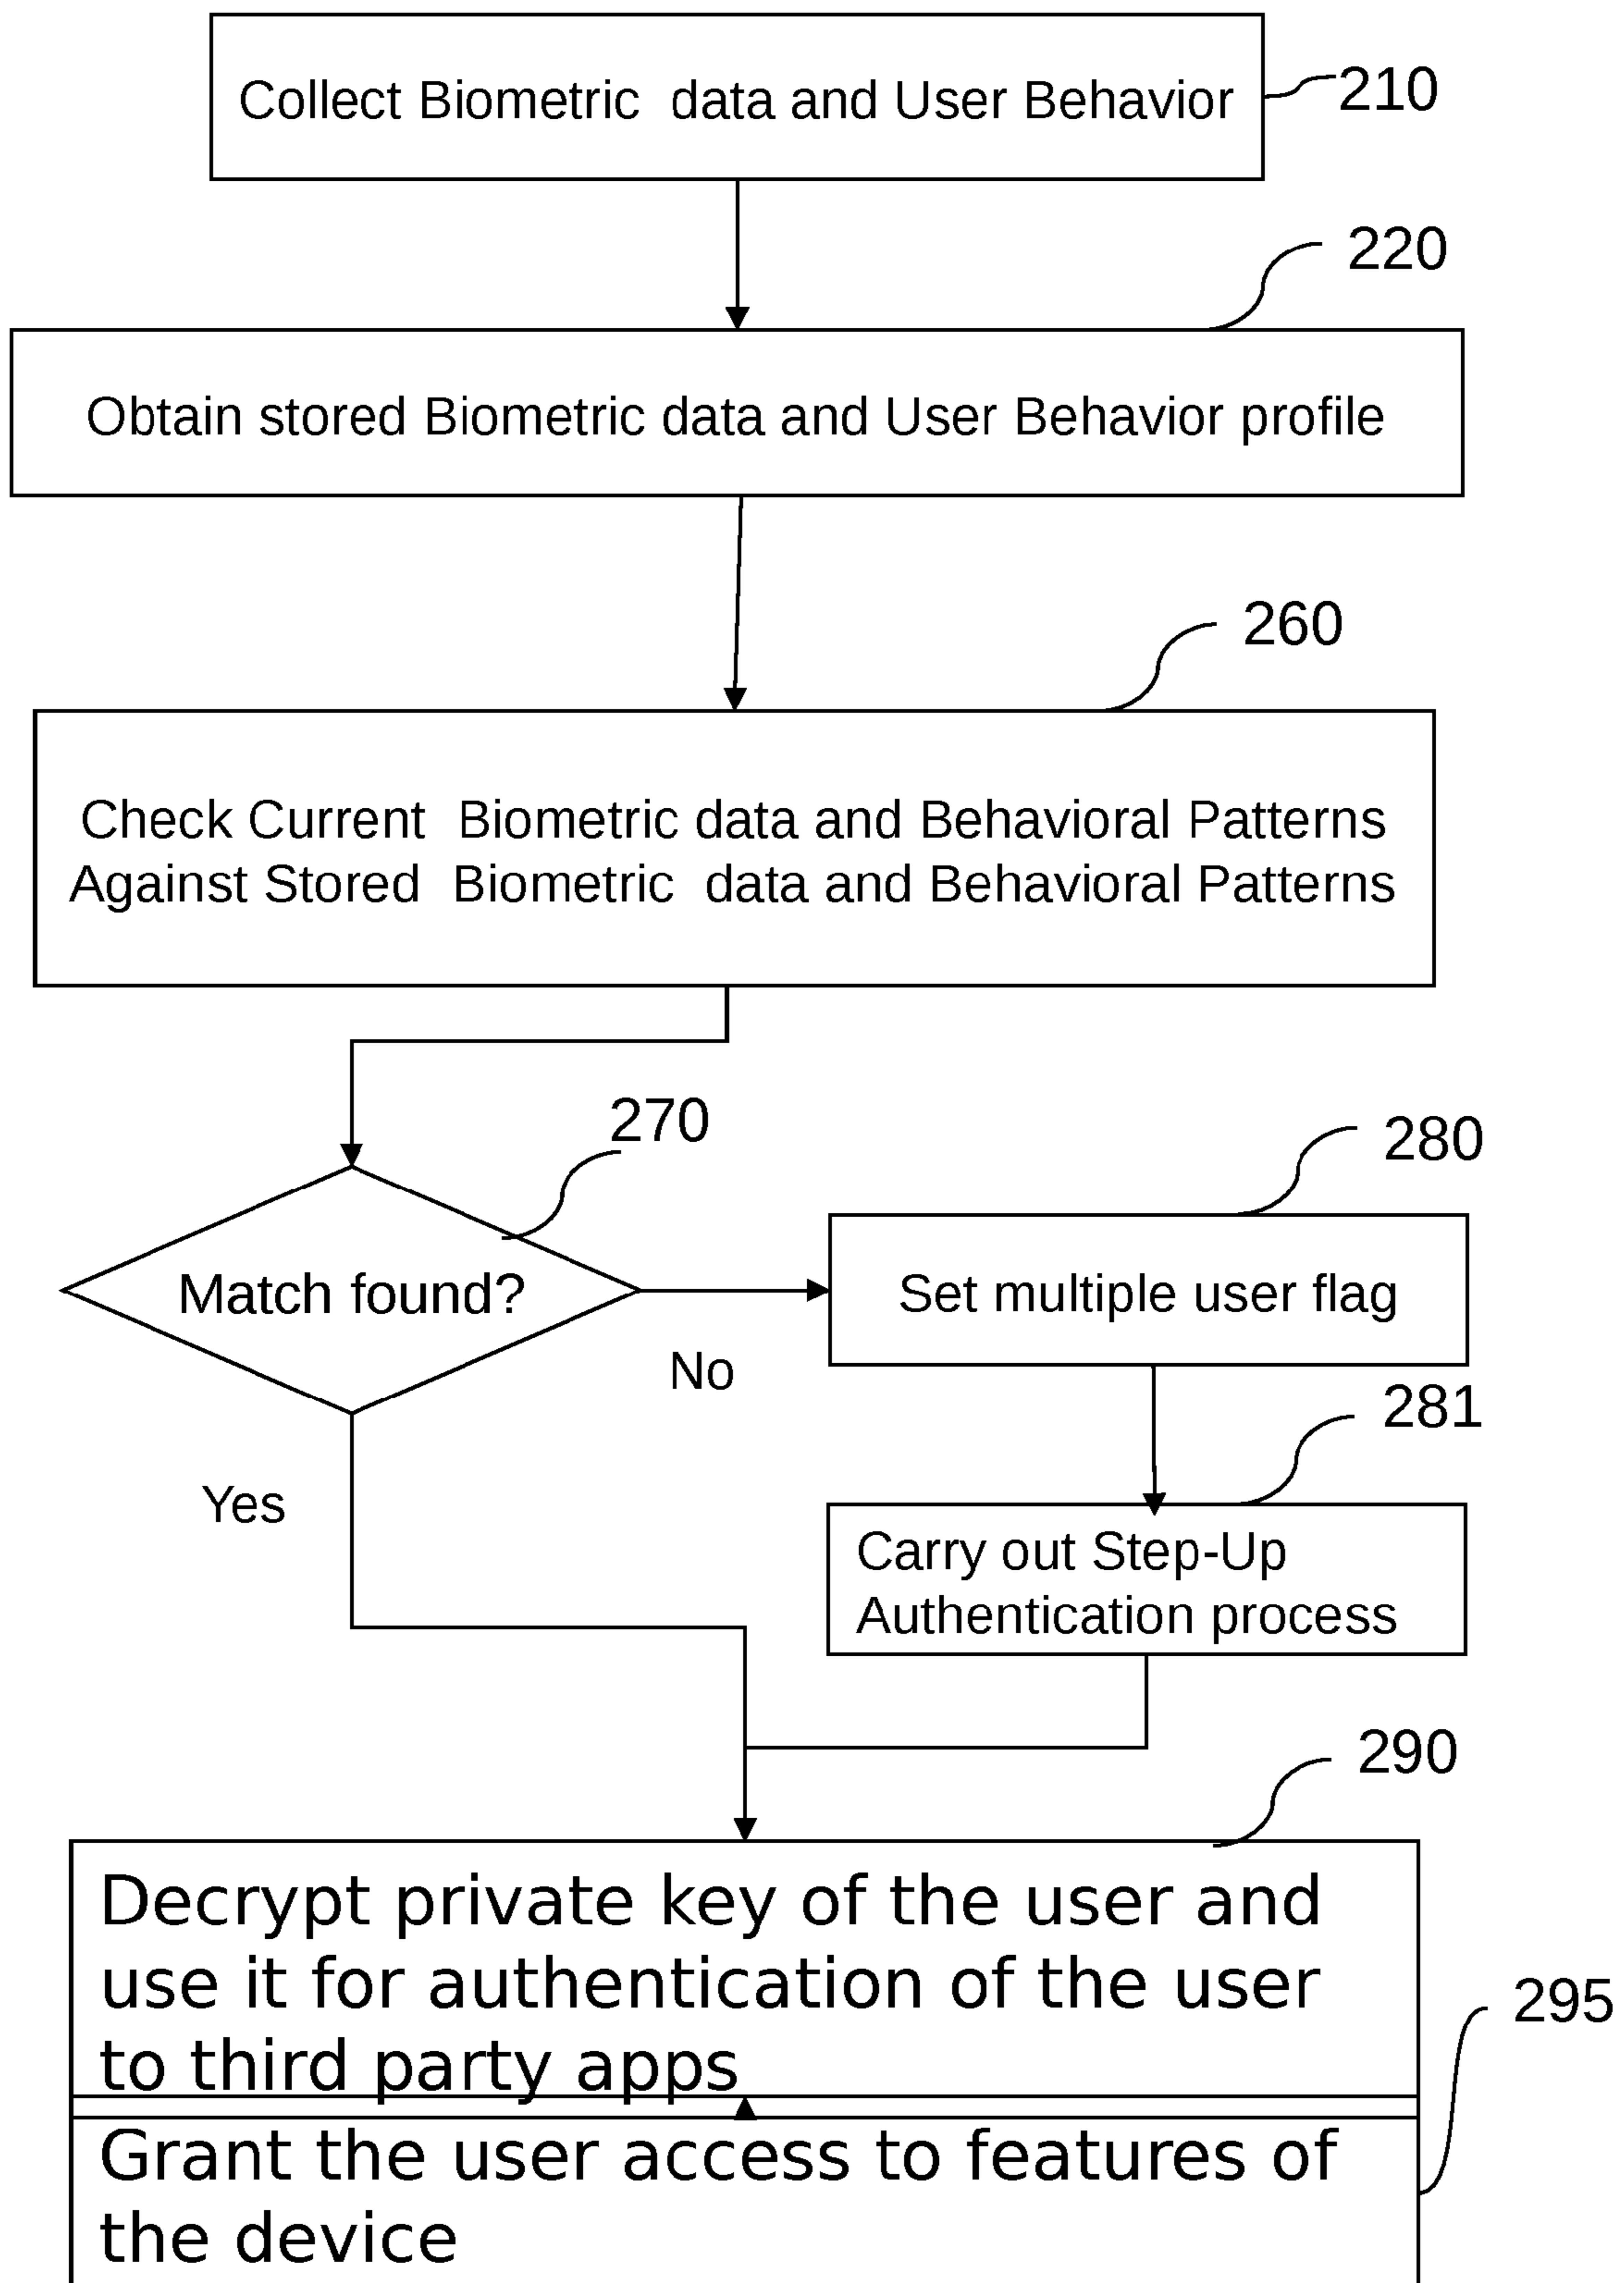 Collect Biometric data and User Behavior
210
220
Obtain stored Biometric data and User Behavior profile
260
Check Current Biometric data and Behavioral Patterns
Against Stored Biometric data and Behavioral Patterns
270
280
Match found?
Set multiple user flag
No
281
Yes
Carry out Step-Up
Authentication process
290
Decrypt private key of the user and
use it for authentication of the user
to third party apps
295
Grant the user access to features of
the device